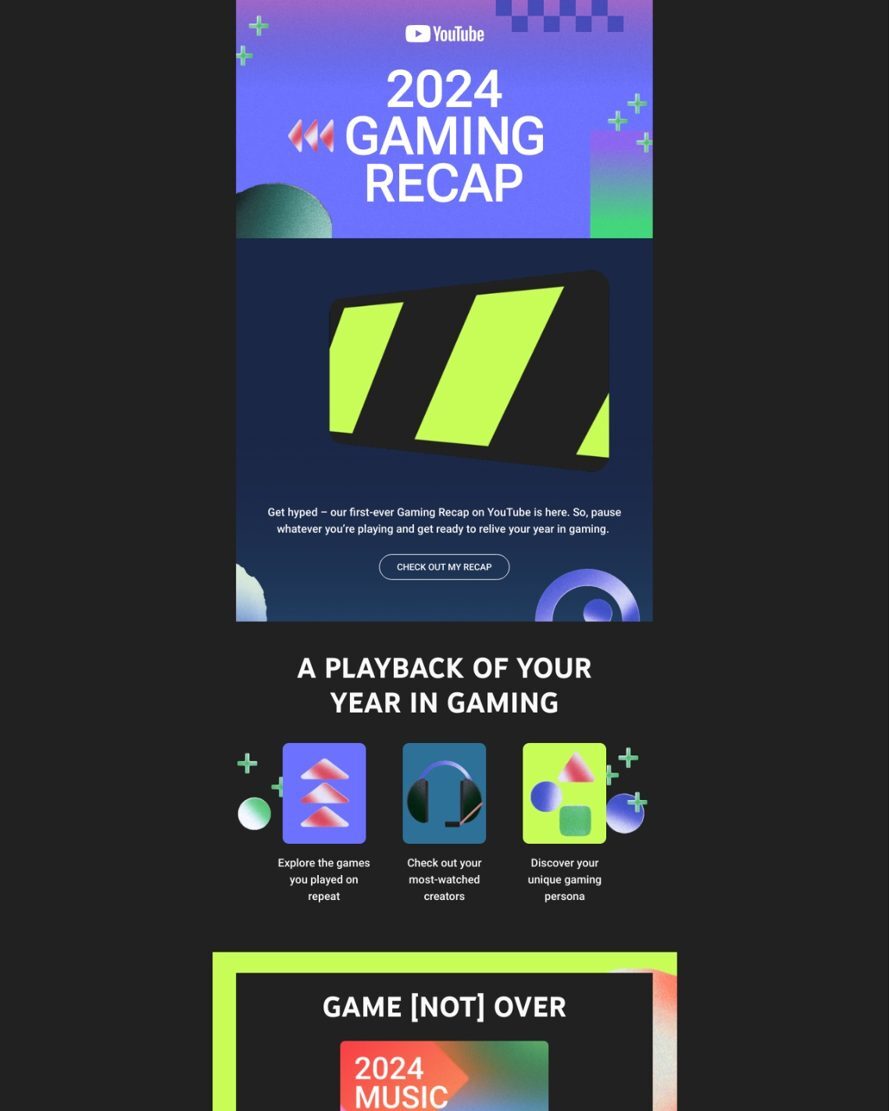 YouTube
2024
GAMING
RECAP
Get hyped – our first-ever Gaming Recap on YouTube is here. So, pause
whatever you're playing and get ready to relive your year in gaming.
CHECK OUT MY RECAP
A PLAYBACK OF YOUR
YEAR IN GAMING
Explore the games
you played on
repeat
Check out your
most-watched
creators
Discover your
unique gaming
persona
GAME [NOT] OVER
2024
MUSIC